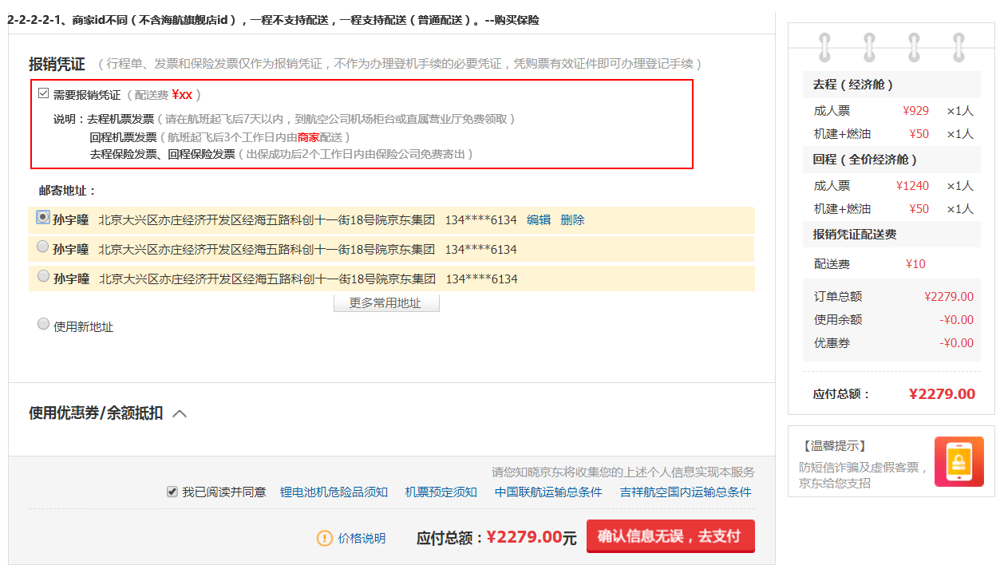 2-2-2-2-1、商家id不同（不含海航旗舰店id），一程不支持配送，一程支持配送（普通配送）。--购买保险
报销凭证 （行程单、发票和保险发票仅作为报销凭证，不作为办理登机手续的必要凭证，凭购票有效证件即可办理登记手续）
需要报销凭证（配送费 ¥xx ）
说明：去程机票发票（请在航班起飞后7天以内，到航空公司机场柜台或直属营业厅免费领取）
回程机票发票（航班起飞后3个工作日内由商家配送）
去程保险发票、回程保险发票（出保成功后2个工作日内由保险公司免费寄出）
邮寄地址：
孙宇曈 北京大兴区亦庄经济开发区经海五路科创十一街18号院京东集团 134****6134 编辑 删除
孙宇曈 北京大兴区亦庄经济开发区经海五路科创十一街18号院京东集团 134****6134
孙宇曈 北京大兴区亦庄经济开发区经海五路科创十一街18号院京东集团 134****6134
更多常用地址
使用新地址
使用优惠券/余额抵扣
请您知晓京东将收集您的上述个人信息实现本服务
我已阅读并同意 锂电池机危险品须知 机票预定须知 中国联航运输总条件 吉祥航空国内运输总条件
价格说明 应付总额：¥2279.00元 确认信息无误，去支付
去程（经济舱）
成人票 ¥929 ×1人
机建+燃油 ¥50 ×1人
回程（全价经济舱）
成人票 ¥1240 ×1人
机建+燃油 ¥50 ×1人
报销凭证配送费
配送费 ¥10
订单总额 ¥2279.00
使用余额 -¥0.00
优惠券 -¥0.00
应付总额： ¥2279.00
【温馨提示】
防短信诈骗及虚假客票，
京东给您支招